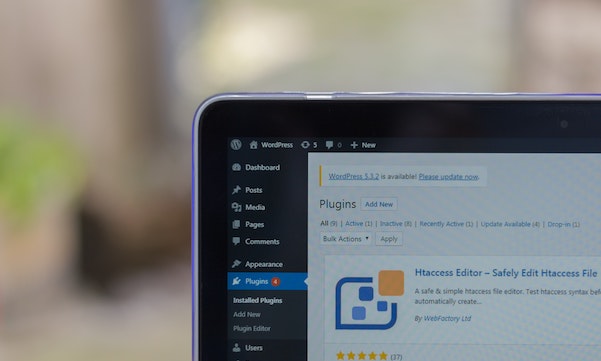 WordPress 5 0 + New
Dashboard
Posts
Media
Pages
Comments
Appearance
Plugins 4
Installed Plugins
Add New
Plugin Editor
Users
WordPress 5.3.2 is available! Please update now.
Plugins Add New
All (9) | Active (1) | Inactive (8) | Recently Active (1) | Update Available (4) | Drop-in (1)
Bulk Actions Apply
Htaccess Editor – Safely Edit Htaccess File
A safe & simple htaccess file editor. Test htaccess syntax befo
automatically create...
By WebFactory Ltd
(37)